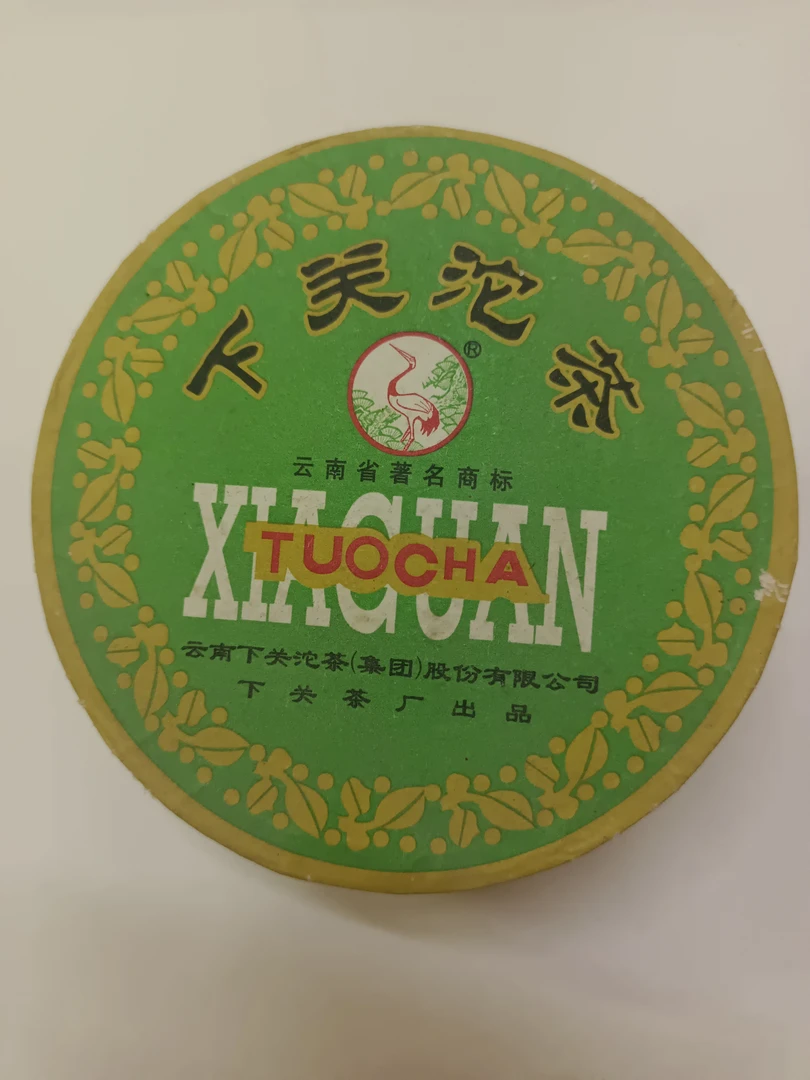 下关沱茶
®
云南省著名商标
XIAGUAN
TUOCHA
云南下关沱茶(集团)股份有限公司
下关茶厂出品